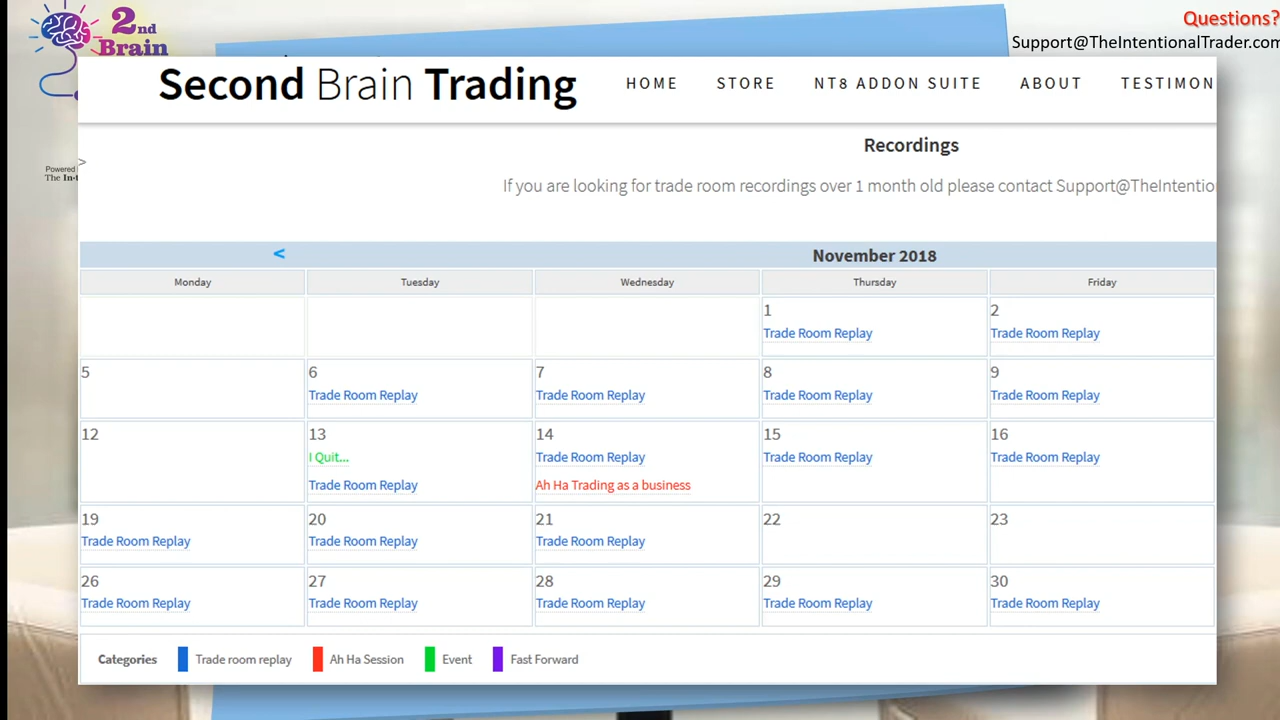 2nd
Brain
Questions?
Support@TheIntentionalTrader.com
Powered
The In-t
Second Brain Trading
HOME STORE NT8 ADDON SUITE ABOUT TESTIMON
>
Recordings
If you are looking for trade room recordings over 1 month old please contact Support@TheIntentio
< November 2018
Monday Tuesday Wednesday Thursday Friday
1 2
Trade Room Replay Trade Room Replay
5 6 7 8 9
Trade Room Replay Trade Room Replay Trade Room Replay Trade Room Replay
12 13 14 15 16
I Quit... Trade Room Replay Trade Room Replay Trade Room Replay
Trade Room Replay Ah Ha Trading as a business
19 20 21 22 23
Trade Room Replay Trade Room Replay Trade Room Replay
26 27 28 29 30
Trade Room Replay Trade Room Replay Trade Room Replay Trade Room Replay Trade Room Replay
Categories Trade room replay Ah Ha Session Event Fast Forward